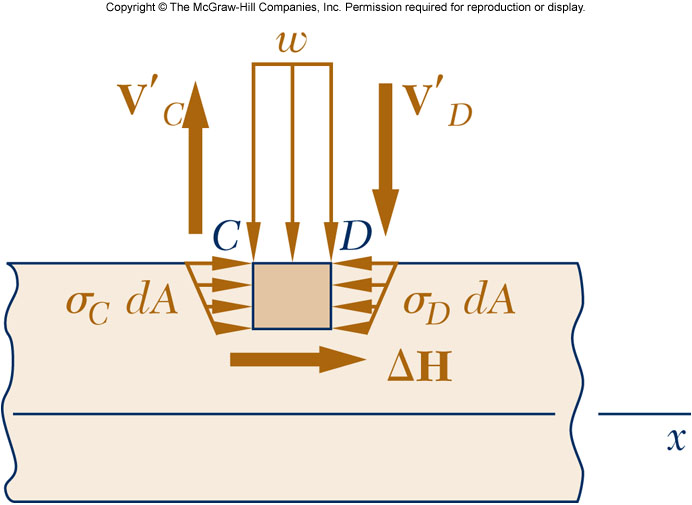 Copyright © The McGraw-Hill Companies, Inc. Permission required for reproduction or display.
w
V′C
V′D
C
D
σC dA
σD dA
ΔH
x